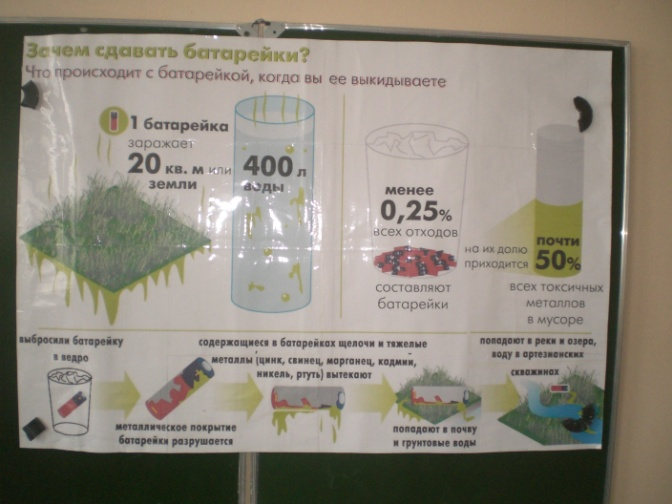 Зачем сдавать батарейки?
Что происходит с батарейкой, когда вы ее выкидываете
1 батарейка
заражает
20 кв. м или
земли
400 л
воды
менее
0,25%
всех отходов
составляют
батарейки
на их долю
приходится
почти
50%
всех токсичных
металлов
в мусоре
выбросили батарейку
в ведро
металлическое покрытие
батарейки разрушается
содержащиеся в батарейках щелочи и тяжелые
металлы (цинк, свинец, марганец, кадмий,
никель, ртуть) вытекают
попадают в почку
и грунтовые воды
попадают в реки и озера,
воду в артезианских
скважинах